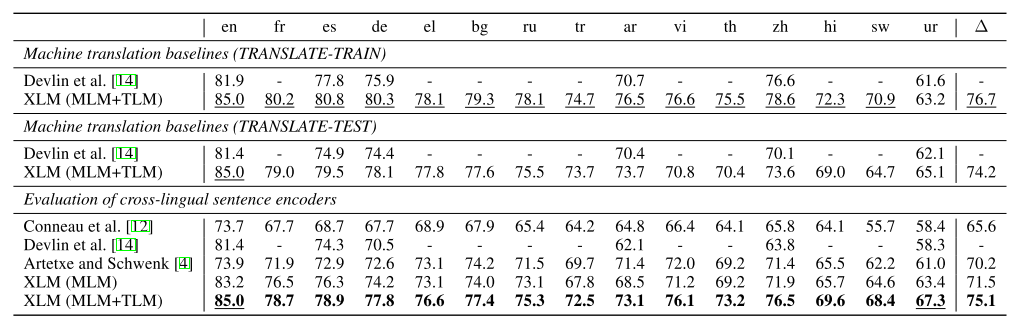 en fr es de el bg ru tr ar vi th zh hi sw ur Δ
Machine translation baselines (TRANSLATE-TRAIN)
Devlin et al. [14] 81.9 - 77.8 75.9 - - - - 70.7 - - 76.6 - - 61.6 -
XLM (MLM+TLM) 85.0 80.2 80.8 80.3 78.1 79.3 78.1 74.7 76.5 76.6 75.5 78.6 72.3 70.9 63.2 76.7
Machine translation baselines (TRANSLATE-TEST)
Devlin et al. [14] 81.4 - 74.9 74.4 - - - - 70.4 - - 70.1 - - 62.1 -
XLM (MLM+TLM) 85.0 79.0 79.5 78.1 77.8 77.6 75.5 73.7 73.7 70.8 70.4 73.6 69.0 64.7 65.1 74.2
Evaluation of cross-lingual sentence encoders
Conneau et al. [12] 73.7 67.7 68.7 67.7 68.9 67.9 65.4 64.2 64.8 66.4 64.1 65.8 64.1 55.7 58.4 65.6
Devlin et al. [14] 81.4 - 74.3 70.5 - - - - 62.1 - - 63.8 - - 58.3 -
Artetxe and Schwenk [4] 73.9 71.9 72.9 72.6 73.1 74.2 71.5 69.7 71.4 72.0 69.2 71.4 65.5 62.2 61.0 70.2
XLM (MLM) 83.2 76.5 76.3 74.2 73.1 74.0 73.1 67.8 68.5 71.2 69.2 71.9 65.7 64.6 63.4 71.5
XLM (MLM+TLM) 85.0 78.7 78.9 77.8 76.6 77.4 75.3 72.5 73.1 76.1 73.2 76.5 69.6 68.4 67.3 75.1